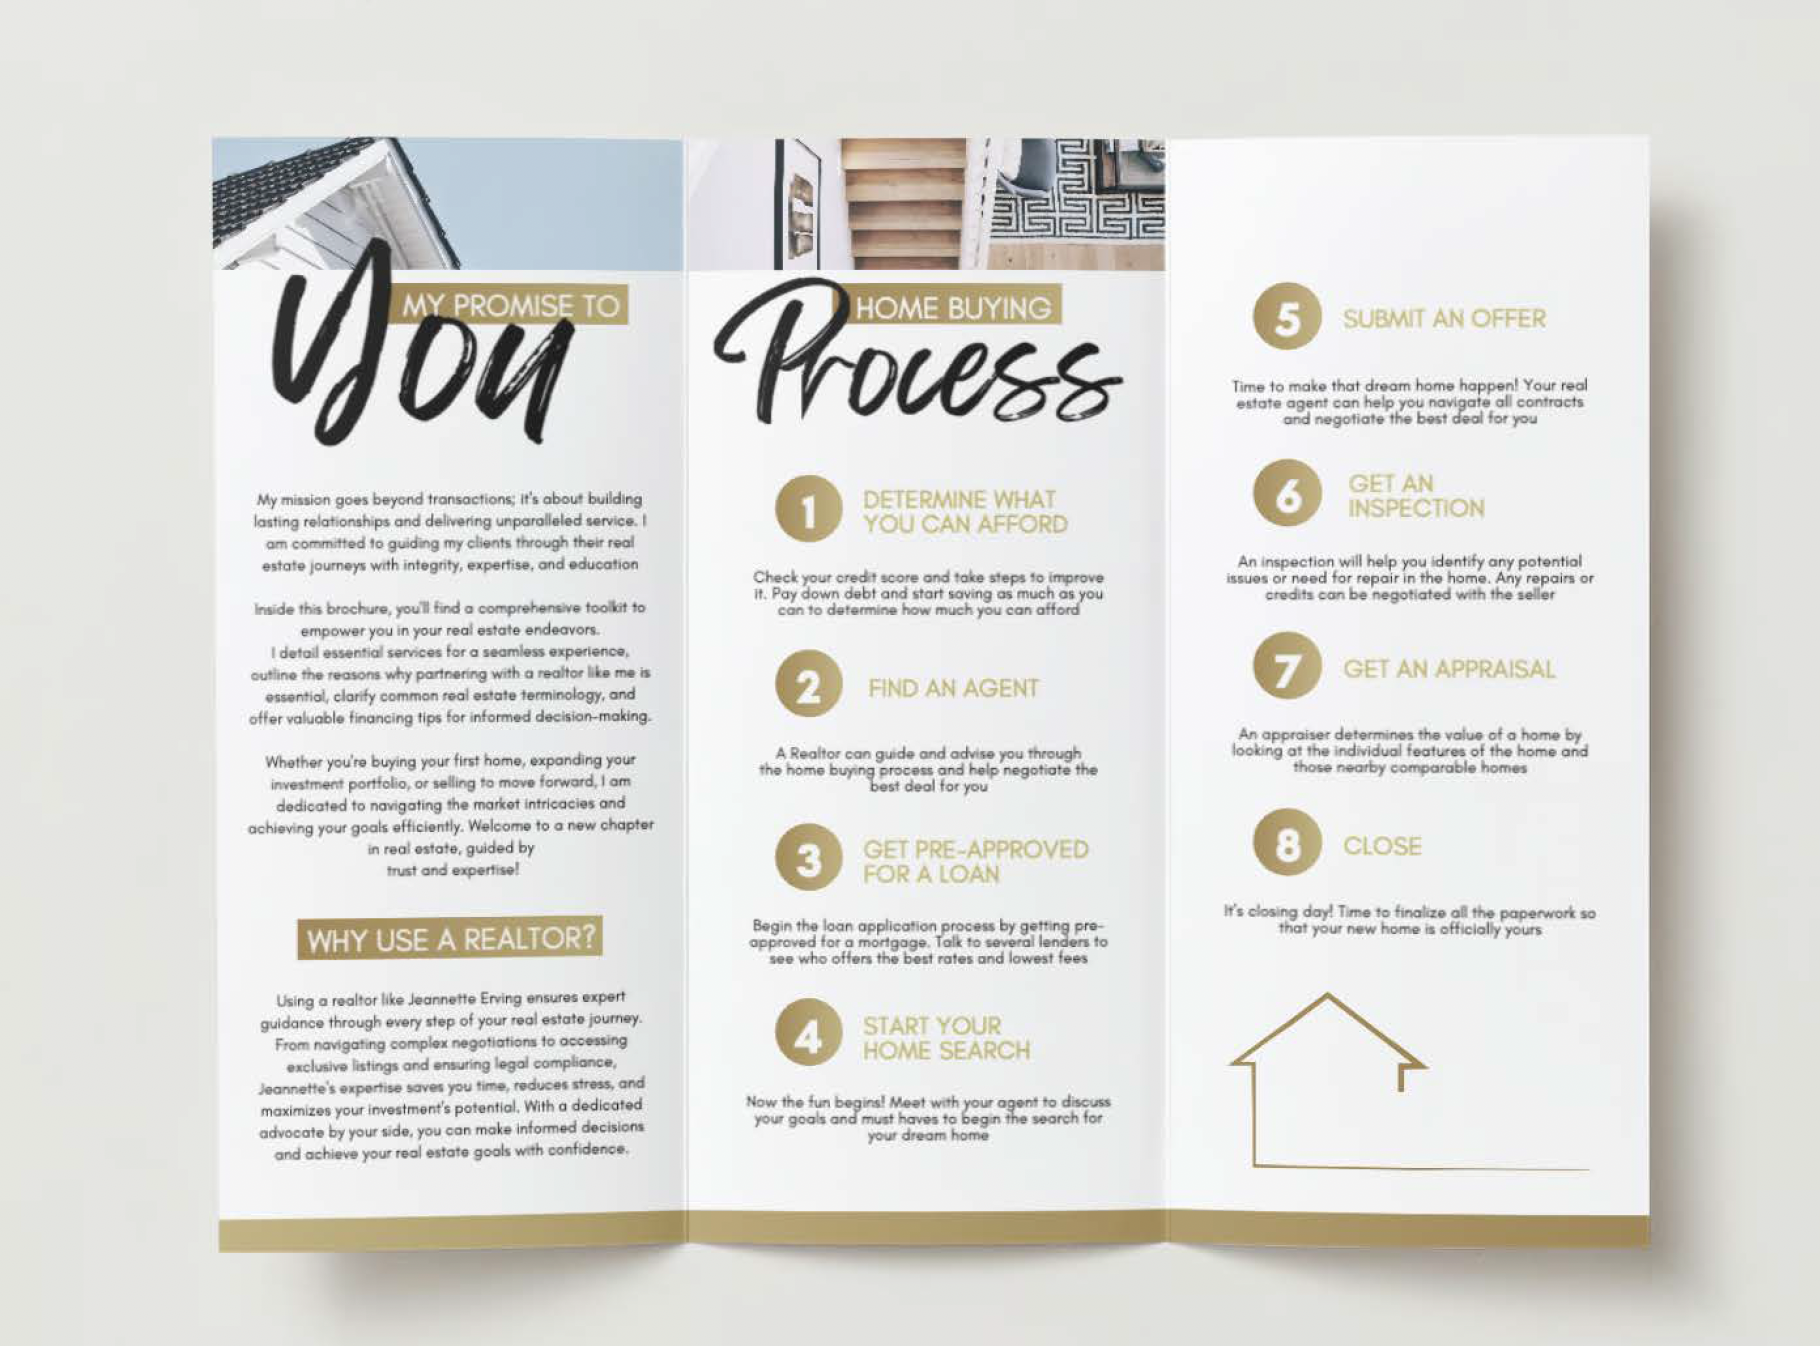 MY PROMISE TO
You
My mission goes beyond transactions; it's about building
lasting relationships and delivering unparalleled service. I
am committed to guiding my clients through their real
estate journeys with integrity, expertise, and education
Inside this brochure, you'll find a comprehensive toolkit to
empower you in your real estate endeavors.
I detail essential services for a seamless experience,
outline the reasons why partnering with a realtor like me is
essential, clarify common real estate terminology, and
offer valuable financing tips for informed decision-making.
Whether you're buying your first home, expanding your
investment portfolio, or selling to move forward, I am
dedicated to navigating the market intricacies and
achieving your goals efficiently. Welcome to a new chapter
in real estate, guided by
trust and expertise!
WHY USE A REALTOR?
Using a realtor like Jeannette Erving ensures expert
guidance through every step of your real estate journey.
From navigating complex negotiations to accessing
exclusive listings and ensuring legal compliance,
Jeannette's expertise saves you time, reduces stress, and
maximizes your investment's potential. With a dedicated
advocate by your side, you can make informed decisions
and achieve your real estate goals with confidence.
HOME BUYING
Process
1
DETERMINE WHAT
YOU CAN AFFORD
Check your credit score and take steps to improve
it. Pay down debt and start saving as much as you
can to determine how much you can afford
2
FIND AN AGENT
A Realtor can guide and advise you through
the home buying process and help negotiate the
best deal for you
3
GET PRE-APPROVED
FOR A LOAN
Begin the loan application process by getting pre-
approved for a mortgage. Talk to several lenders to
see who offers the best rates and lowest fees
4
START YOUR
HOME SEARCH
Now the fun begins! Meet with your agent to discuss
your goals and must haves to begin the search for
your dream home
5
SUBMIT AN OFFER
Time to make that dream home happen! Your real
estate agent can help you navigate all contracts
and negotiate the best deal for you
6
GET AN
INSPECTION
An inspection will help you identify any potential
issues or need for repair in the home. Any repairs or
credits can be negotiated with the seller
7
GET AN APPRAISAL
An appraiser determines the value of a home by
looking at the individual features of the home and
those nearby comparable homes
8
CLOSE
It's closing day! Time to finalize all the paperwork so
that your new home is officially yours